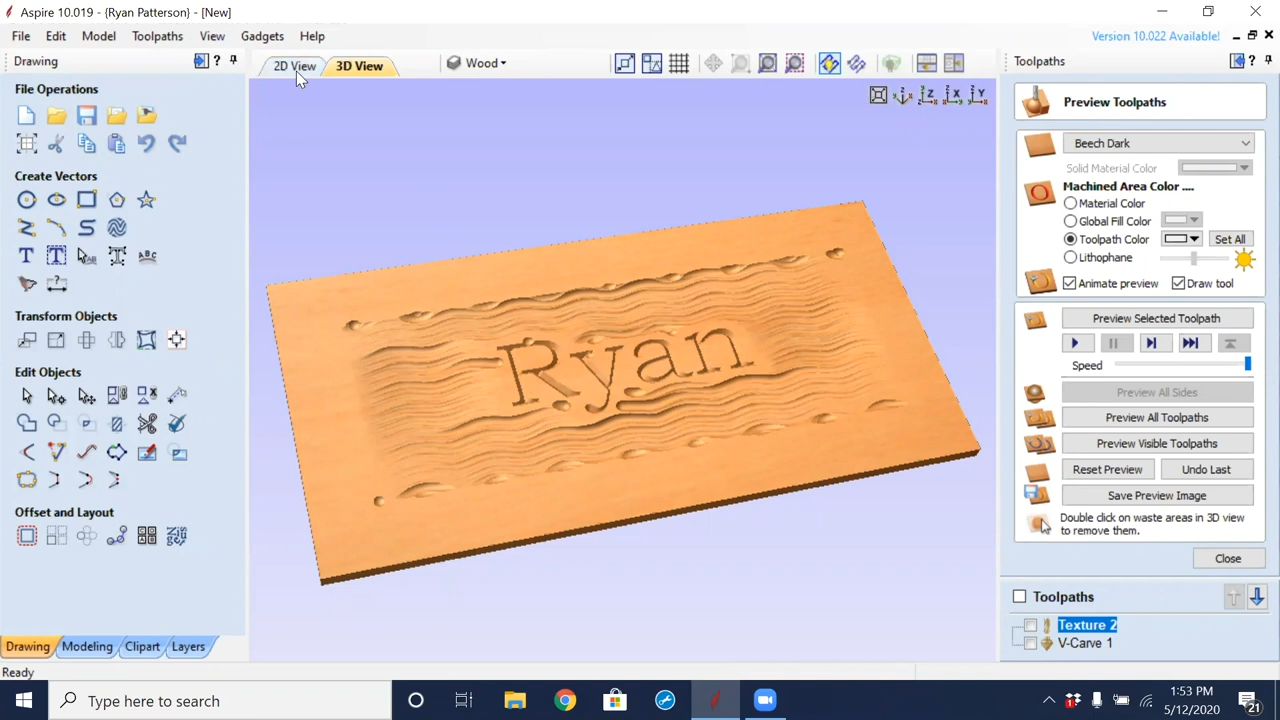 Aspire 10.019 - {Ryan Patterson} - [New]
File Edit Model Toolpaths View Gadgets Help
Version 10.022 Available!
Drawing
2D View
3D View
Wood
Toolpaths
File Operations
Create Vectors
Transform Objects
Edit Objects
Offset and Layout
Drawing Modeling Clipart Layers
Z
X
Y
Ryan
Preview Toolpaths
Beech Dark
Solid Material Color
Machined Area Color ....
Material Color
Global Fill Color
Toolpath Color
Set All
Lithophane
Animate preview
Draw tool
Preview Selected Toolpath
Speed
Preview All Sides
Preview All Toolpaths
Preview Visible Toolpaths
Reset Preview
Undo Last
Save Preview Image
Double click on waste areas in 3D view
to remove them.
Close
Toolpaths
Texture 2
V-Carve 1
Ready
Type here to search
1:53 PM
5/12/2020
21